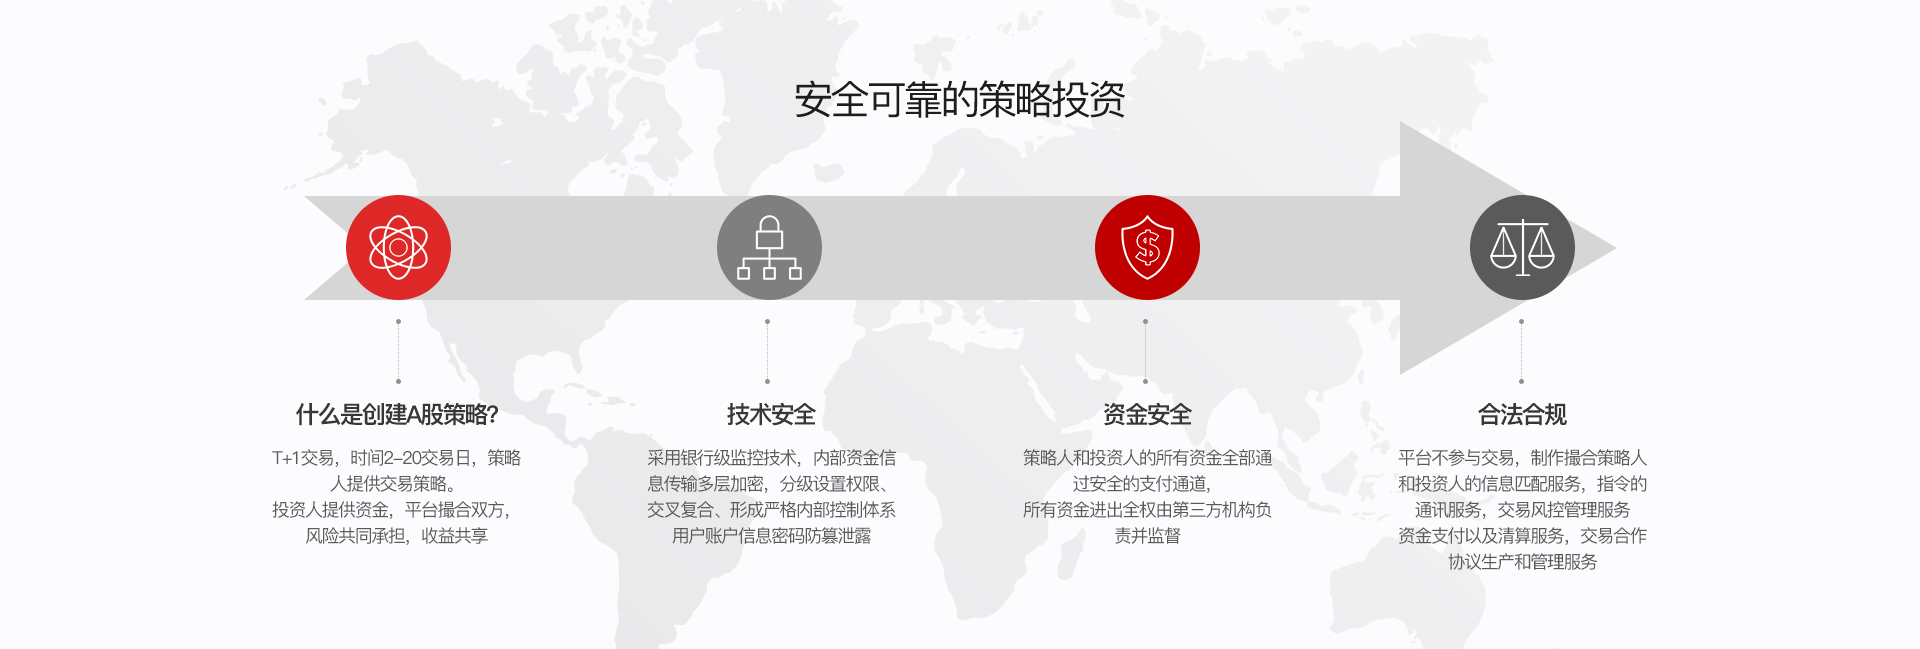 安全可靠的策略投资
什么是创建A股策略?
T+1交易，时间2-20交易日，策略
人提供交易策略。
投资人提供资金，平台撮合双方，
风险共同承担，收益共享
技术安全
采用银行级监控技术，内部资金信
息传输多层加密，分级设置权限、
交叉复合、形成严格内部控制体系
用户账户信息密码防篡泄露
资金安全
策略人和投资人的所有资金全部通
过安全的支付通道，
所有资金进出全权由第三方机构负
责并监督
合法合规
平台不参与交易，制作撮合策略人
和投资人的信息匹配服务，指令的
通讯服务，交易风控管理服务
资金支付以及清算服务，交易合作
协议生产和管理服务